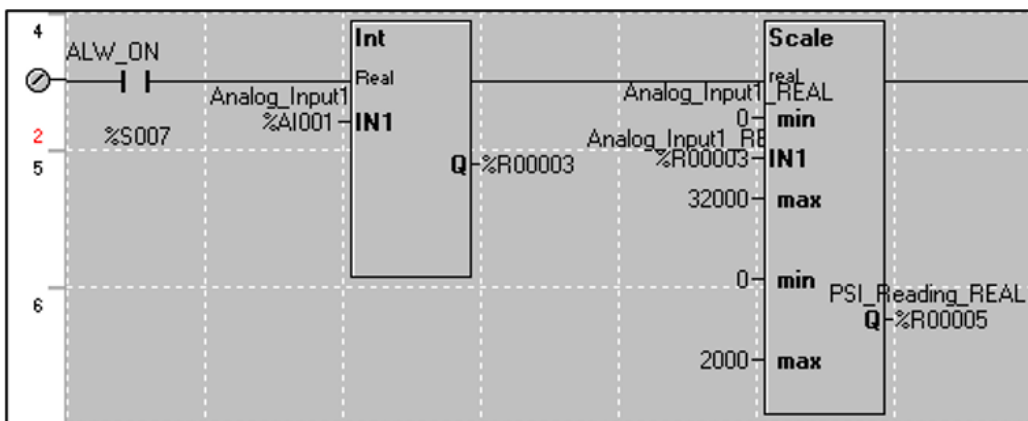 4
ALW_ON
%S007
2
5
6
Int
Real
Analog_Input1
%AI001
IN1
Q
%R00003
Scale
real
Analog_Input1_REAL
0
min
Analog_Input1_RE
%R00003
IN1
32000
max
0
min
PSI_Reading_REAL
Q
%R00005
2000
max